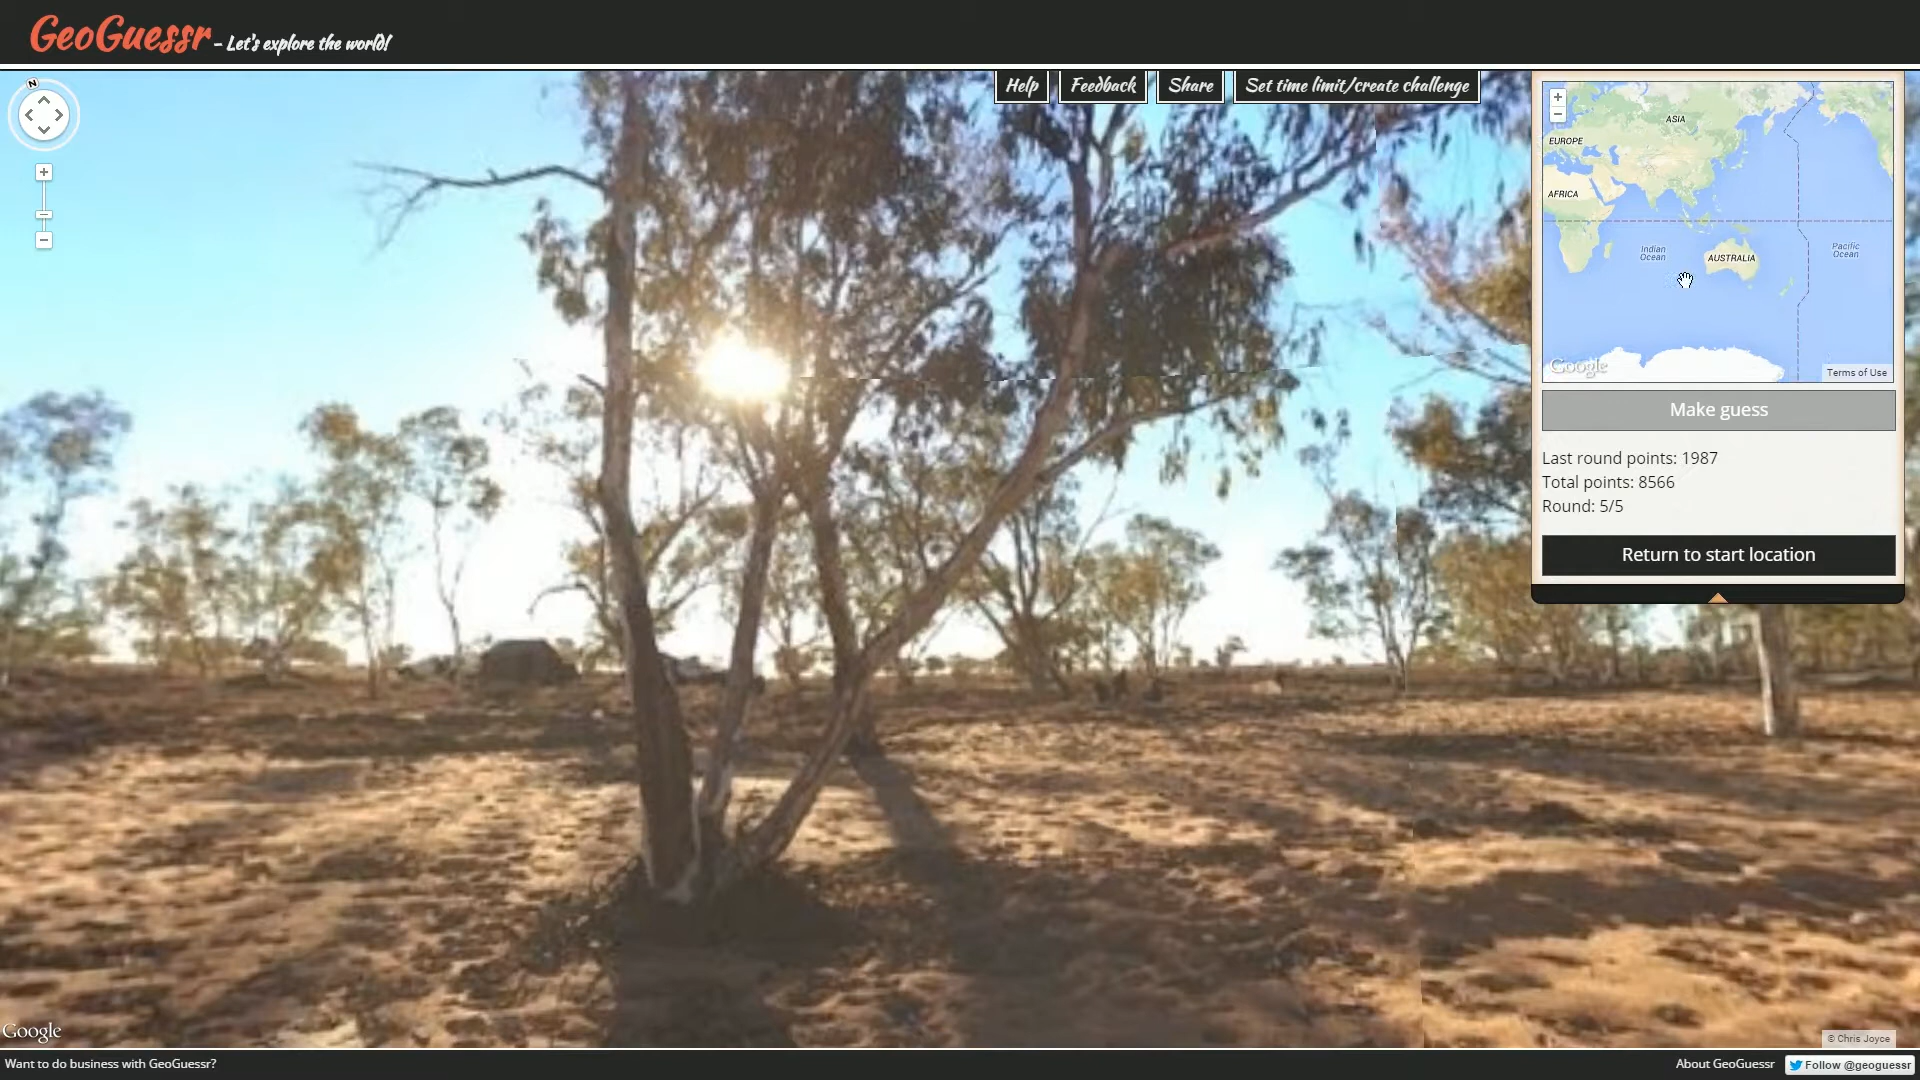 GeoGuessr - Let's explore the world!
Help
Feedback
Share
Set time limit/create challenge
N
+
−
+
−
ASIA
EUROPE
AFRICA
Indian
Ocean
AUSTRALIA
Pacific
Ocean
Google
Terms of Use
Make guess
Last round points: 1987
Total points: 8566
Round: 5/5
Return to start location
Google
© Chris Joyce
Want to do business with GeoGuessr?
About GeoGuessr
Follow @geoguessr